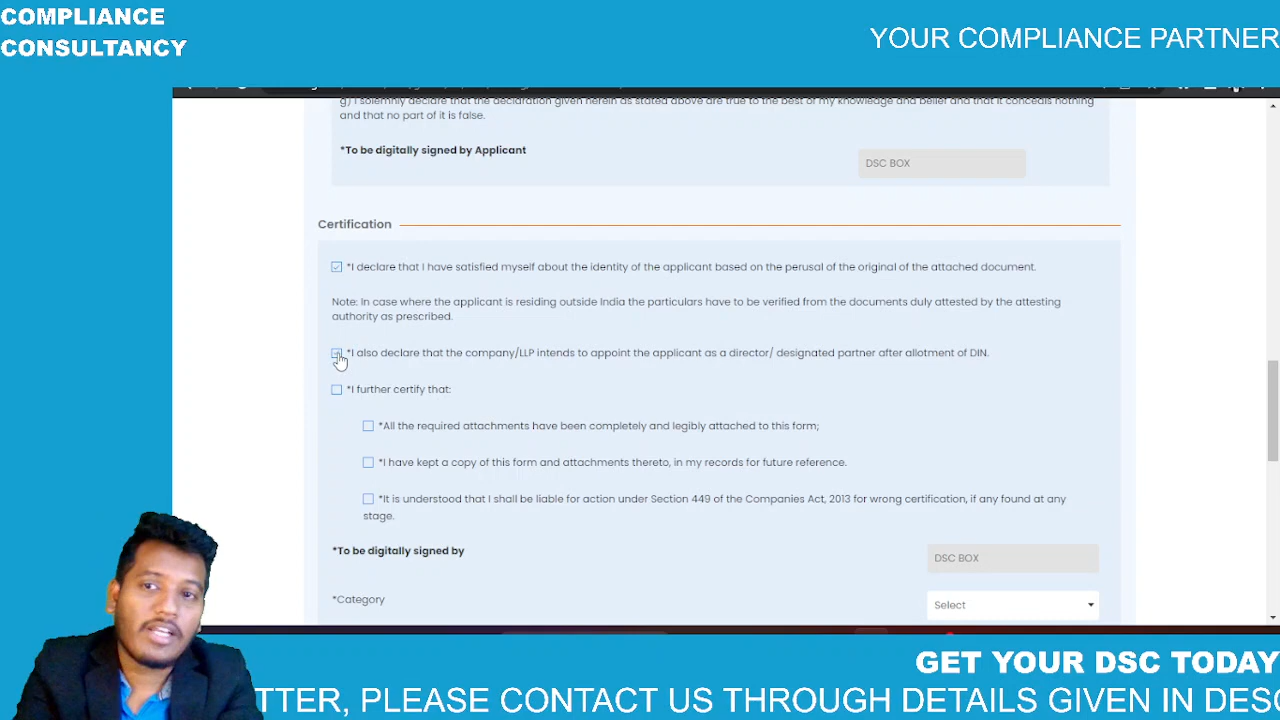 COMPLIANCE
CONSULTANCY
YOUR COMPLIANCE PARTNER
g) I solemnly declare that the declaration given herein as stated above are true to the best of my knowledge and belief and that it conceals nothing
and that no part of it is false.
*To be digitally signed by Applicant
DSC BOX
Certification
*I declare that I have satisfied myself about the identity of the applicant based on the perusal of the original of the attached document.
Note: In case where the applicant is residing outside India the particulars have to be verified from the documents duly attested by the attesting
authority as prescribed.
*I also declare that the company/LLP intends to appoint the applicant as a director/ designated partner after allotment of DIN.
*I further certify that:
*All the required attachments have been completely and legibly attached to this form;
*I have kept a copy of this form and attachments thereto, in my records for future reference.
*It is understood that I shall be liable for action under Section 449 of the Companies Act, 2013 for wrong certification, if any found at any
stage.
*To be digitally signed by
DSC BOX
*Category
Select
GET YOUR DSC TODAY
TTER, PLEASE CONTACT US THROUGH DETAILS GIVEN IN DESC